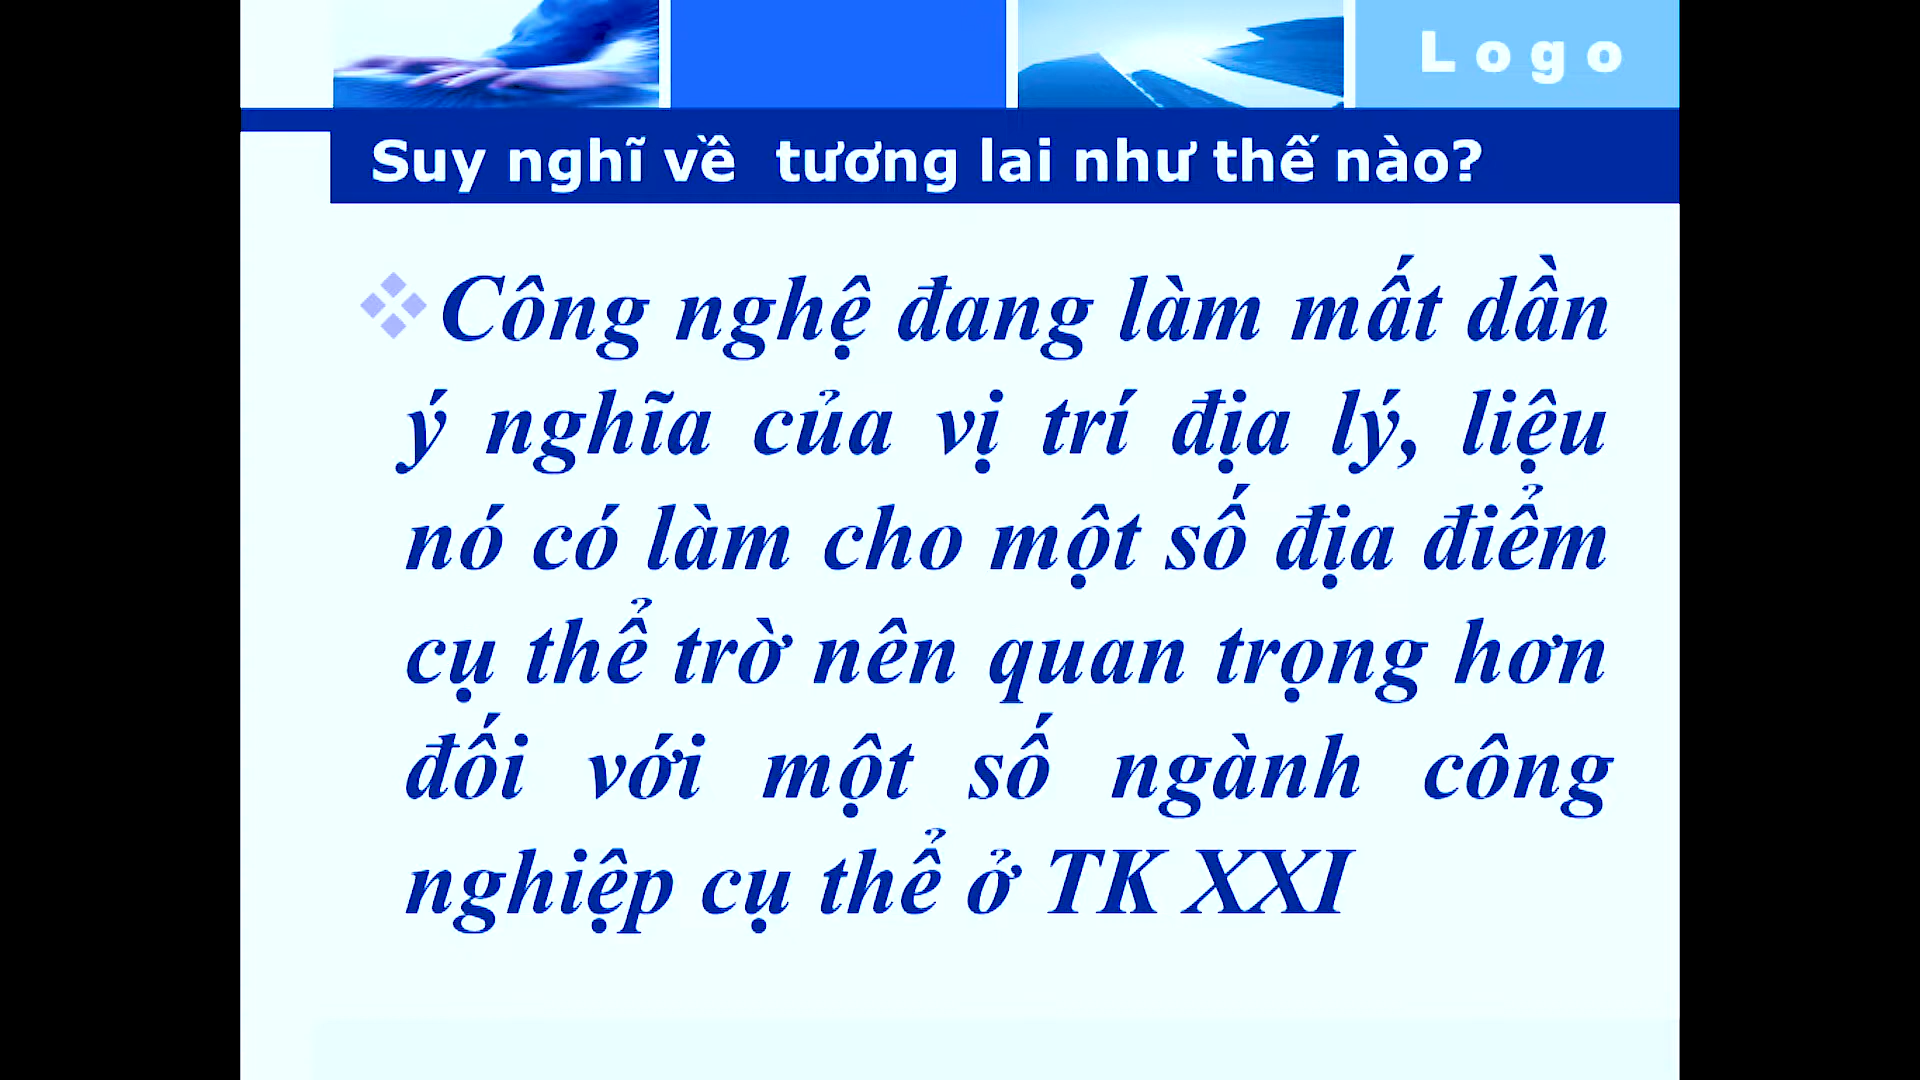 Logo
Suy nghĩ về tương lai như thế nào?
Công nghệ đang làm mất dần
ý nghĩa của vị trí địa lý, liệu
nó có làm cho một số địa điểm
cụ thể trờ nên quan trọng hơn
đối với một số ngành công
nghiệp cụ thể ở TK XXI